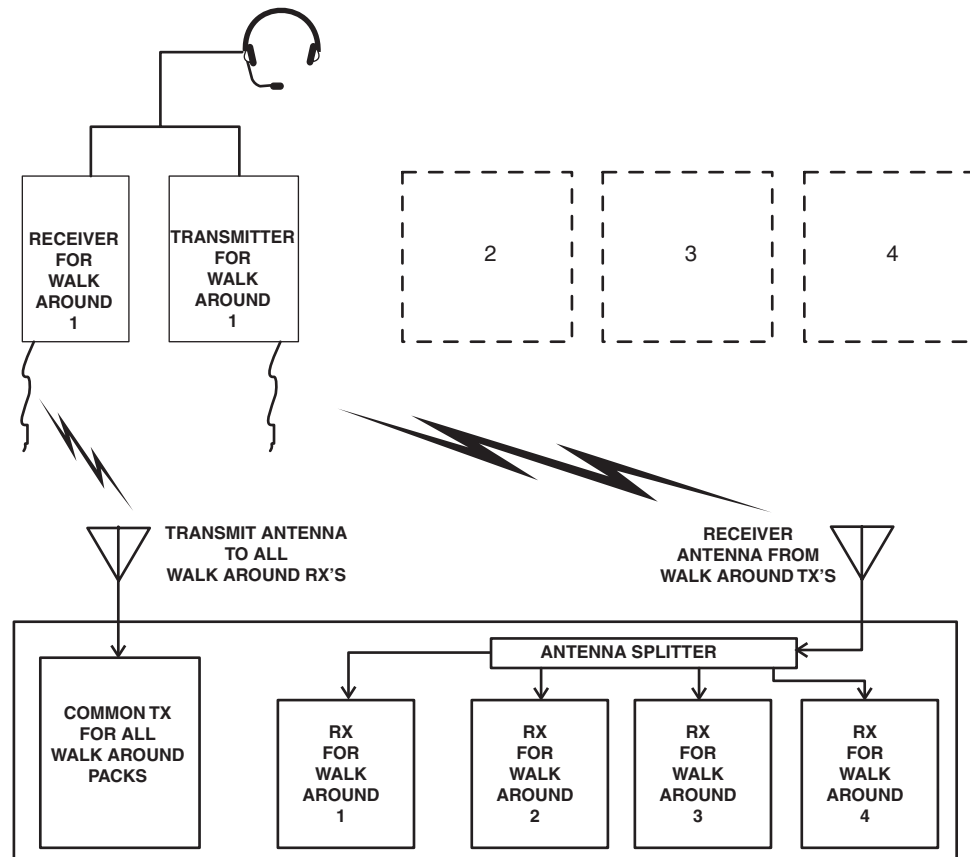 RECEIVER
FOR
WALK
AROUND
1
TRANSMITTER
FOR
WALK
AROUND
1
2
3
4
TRANSMIT ANTENNA
TO ALL
WALK AROUND RX'S
RECEIVER
ANTENNA FROM
WALK AROUND TX'S
ANTENNA SPLITTER
COMMON TX
FOR ALL
WALK AROUND
PACKS
RX
FOR
WALK
AROUND
1
RX
FOR
WALK
AROUND
2
RX
FOR
WALK
AROUND
3
RX
FOR
WALK
AROUND
4